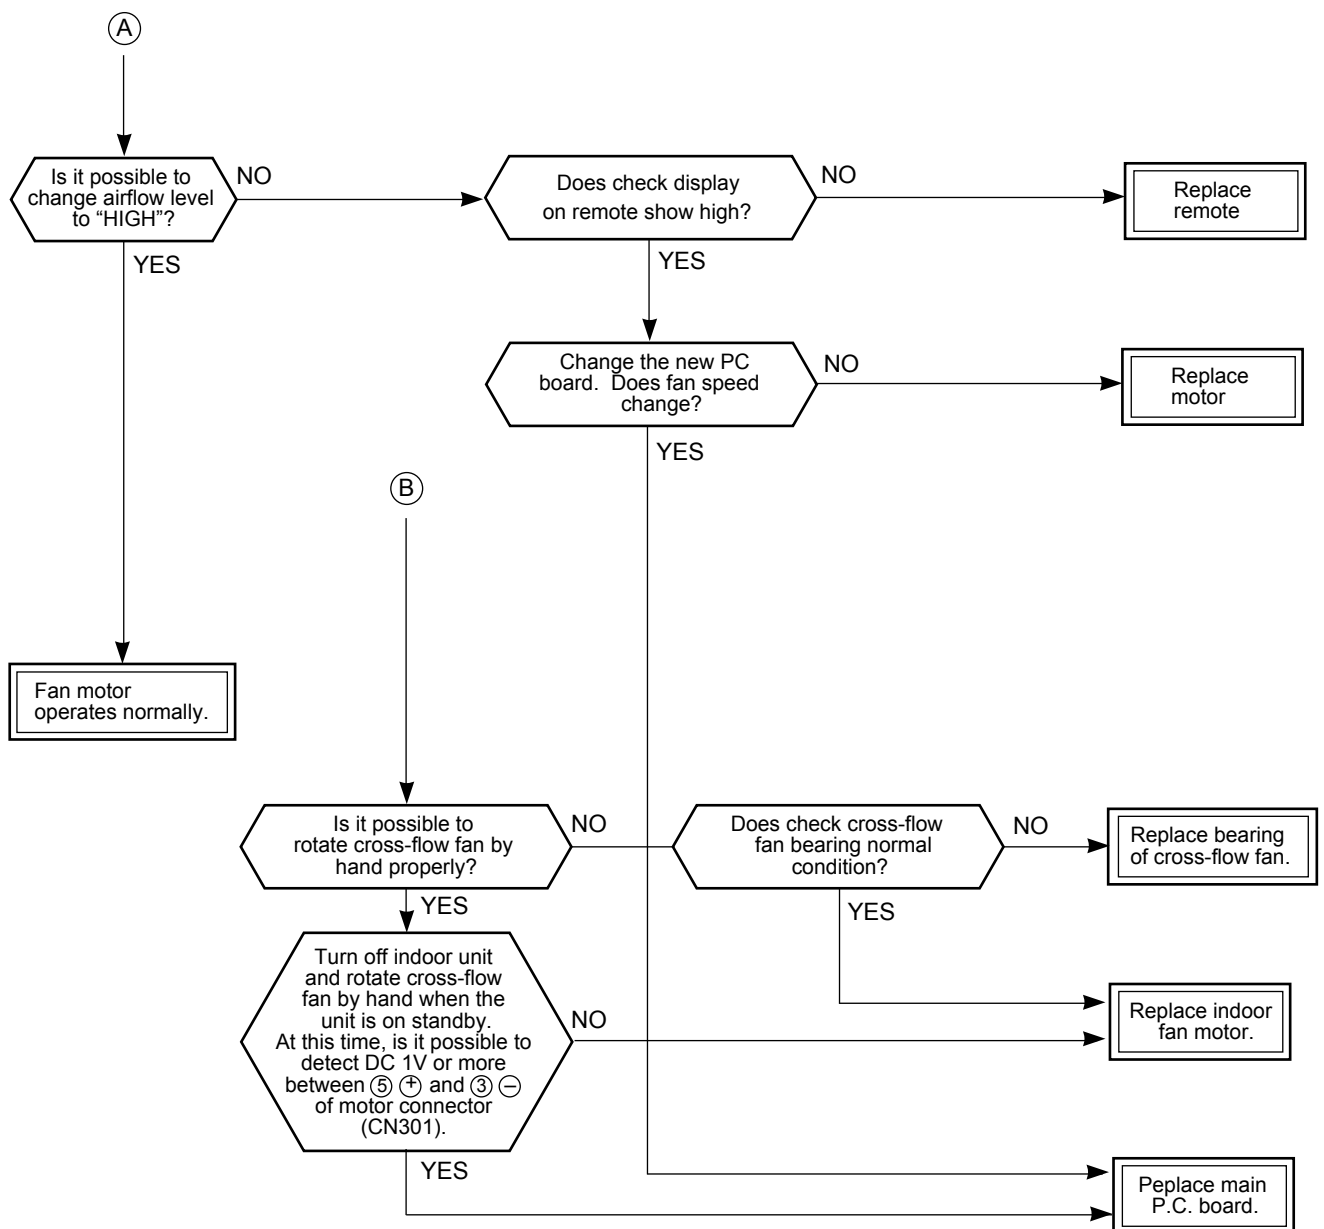 A
Is it possible to
change airflow level
to “HIGH”?
NO
Does check display
on remote show high?
NO
Replace
remote
YES
YES
Change the new PC
board. Does fan speed
change?
NO
Replace
motor
YES
B
Fan motor
operates normally.
Is it possible to
rotate cross-flow fan by
hand properly?
NO
Does check cross-flow
fan bearing normal
condition?
NO
Replace bearing
of cross-flow fan.
YES
YES
Turn off indoor unit
and rotate cross-flow
fan by hand when the
unit is on standby.
At this time, is it possible to
detect DC 1V or more
between ⑤ ⊕ and ③ ⊖
of motor connector
(CN301).
NO
Replace indoor
fan motor.
YES
Peplace main
P.C. board.